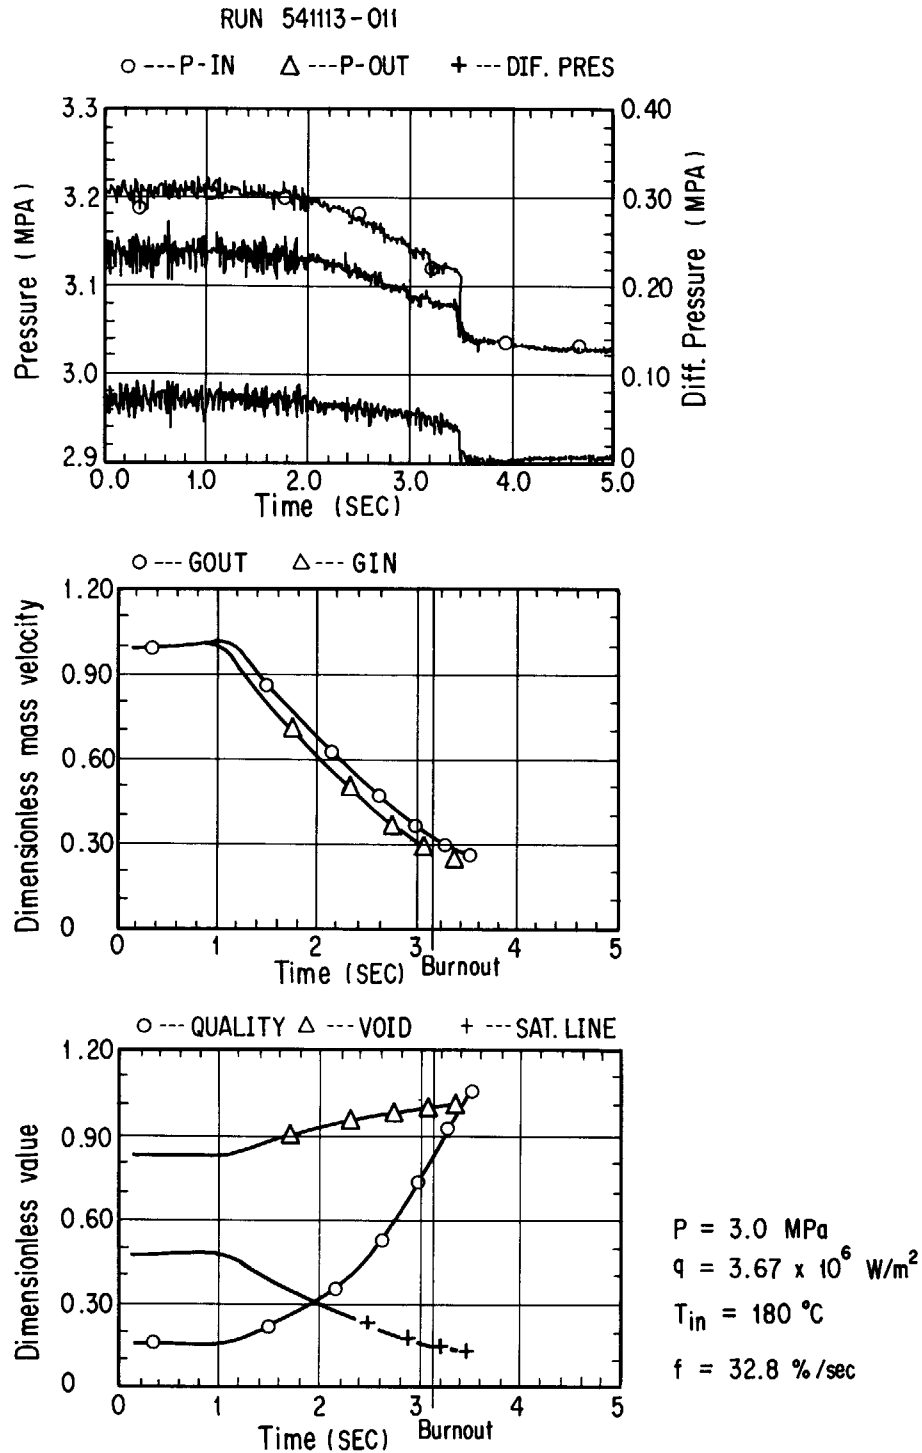 RUN 541113-011
○ ---P-IN △ ---P-OUT + ---DIF. PRES
3.3
3.2
3.1
3.0
2.9
Pressure (MPA)
0.40
0.30
0.20
0.10
0
Diff. Pressure (MPA)
0.0 1.0 2.0 3.0 4.0 5.0
Time (SEC)
○ --- GOUT △ --- GIN
1.20
0.90
0.60
0.30
0
Dimensionless mass velocity
0 1 2 3 4 5
Time (SEC) Burnout
○ --- QUALITY △ --- VOID + --- SAT. LINE
1.20
0.90
0.60
0.30
0
Dimensionless value
0 1 2 3 4 5
Time (SEC) Burnout
P = 3.0 MPa
q = 3.67 x 10⁶ W/m²
Tin = 180 °C
f = 32.8 %/sec